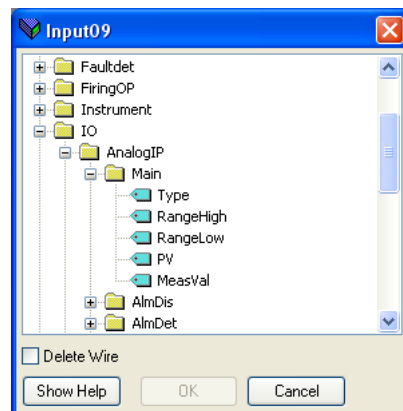 Input09
Faultdet
FiringOP
Instrument
IO
AnalogIP
Main
Type
RangeHigh
RangeLow
PV
MeasVal
AlmDis
AlmDet
Delete Wire
Show Help OK Cancel